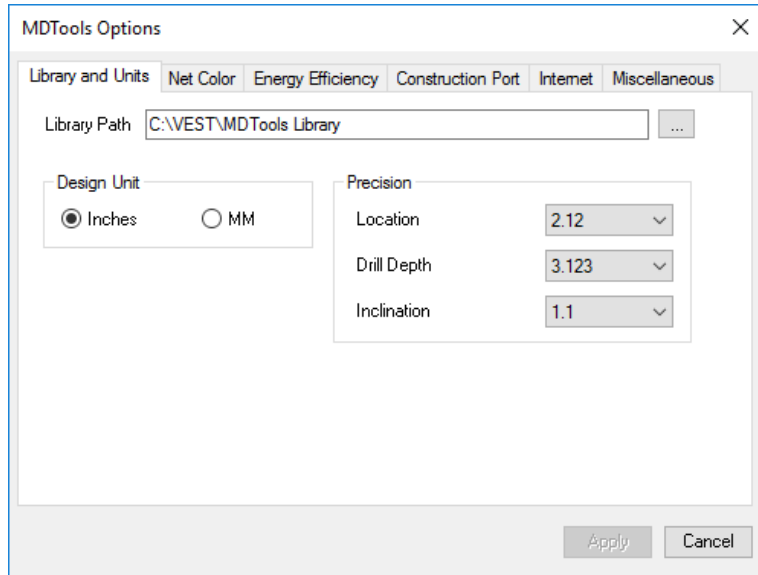 MDTools Options
Library and Units Net Color Energy Efficiency Construction Port Internet Miscellaneous
Library Path C:\VEST\MDTools Library ...
Design Unit
Inches MM
Precision
Location 2.12
Drill Depth 3.123
Inclination 1.1
Apply Cancel